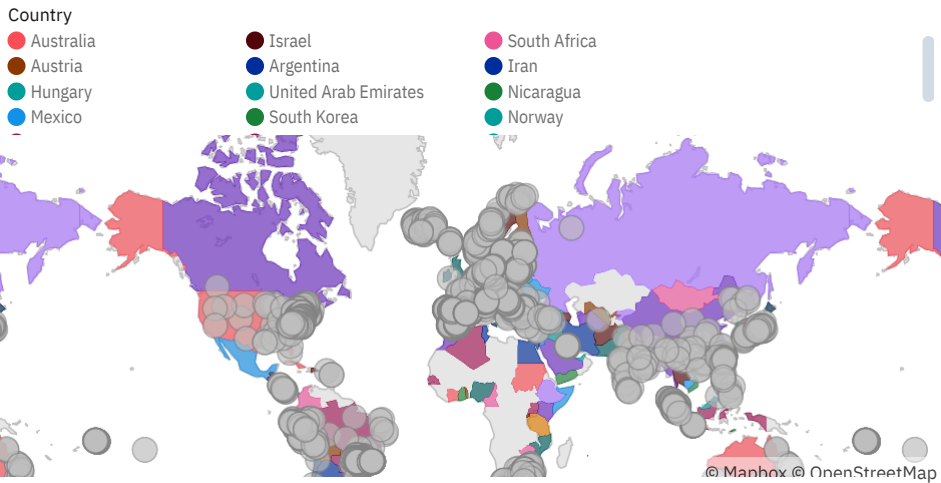 Country
Australia
Israel
South Africa
Austria
Argentina
Iran
Hungary
United Arab Emirates
Nicaragua
Mexico
South Korea
Norway
© Mapbox © OpenStreetMap